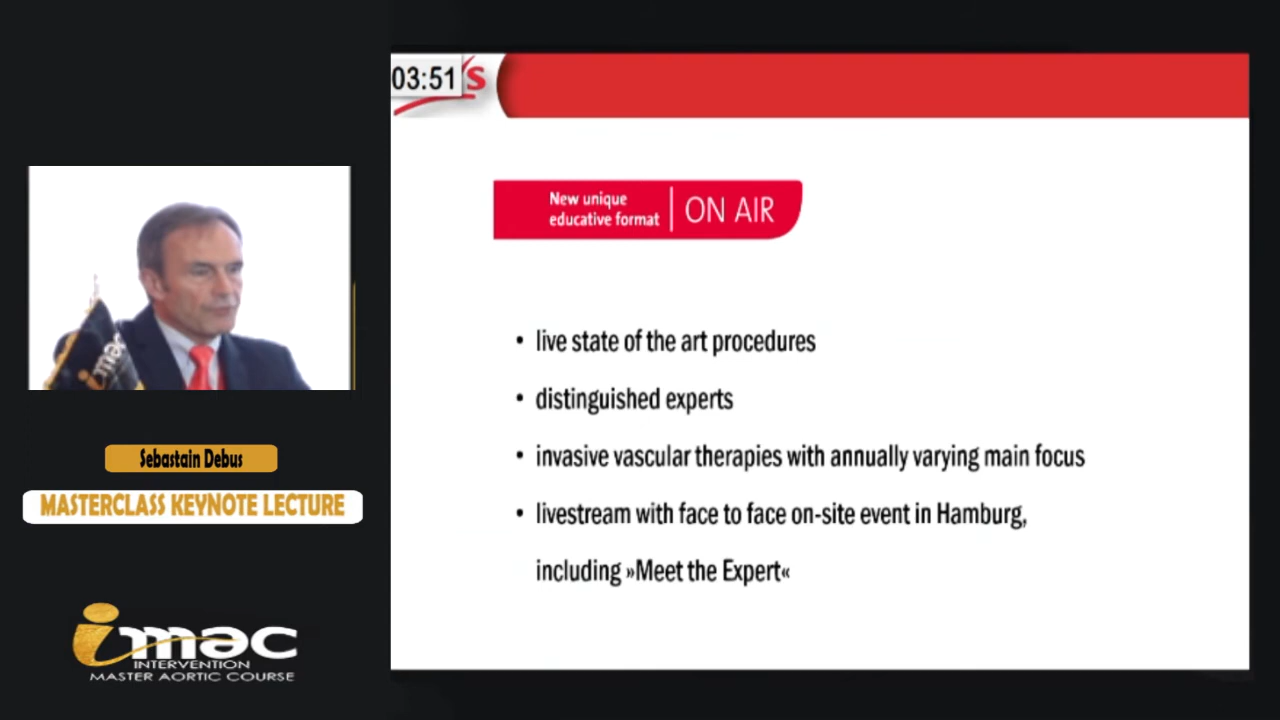 03:51
s
New unique
educative format
ON AIR
• live state of the art procedures
• distinguished experts
• invasive vascular therapies with annually varying main focus
• livestream with face to face on-site event in Hamburg,
including »Meet the Expert«
imac
Sebastain Debus
MASTERCLASS KEYNOTE LECTURE
imac
INTERVENTION
MASTER AORTIC COURSE